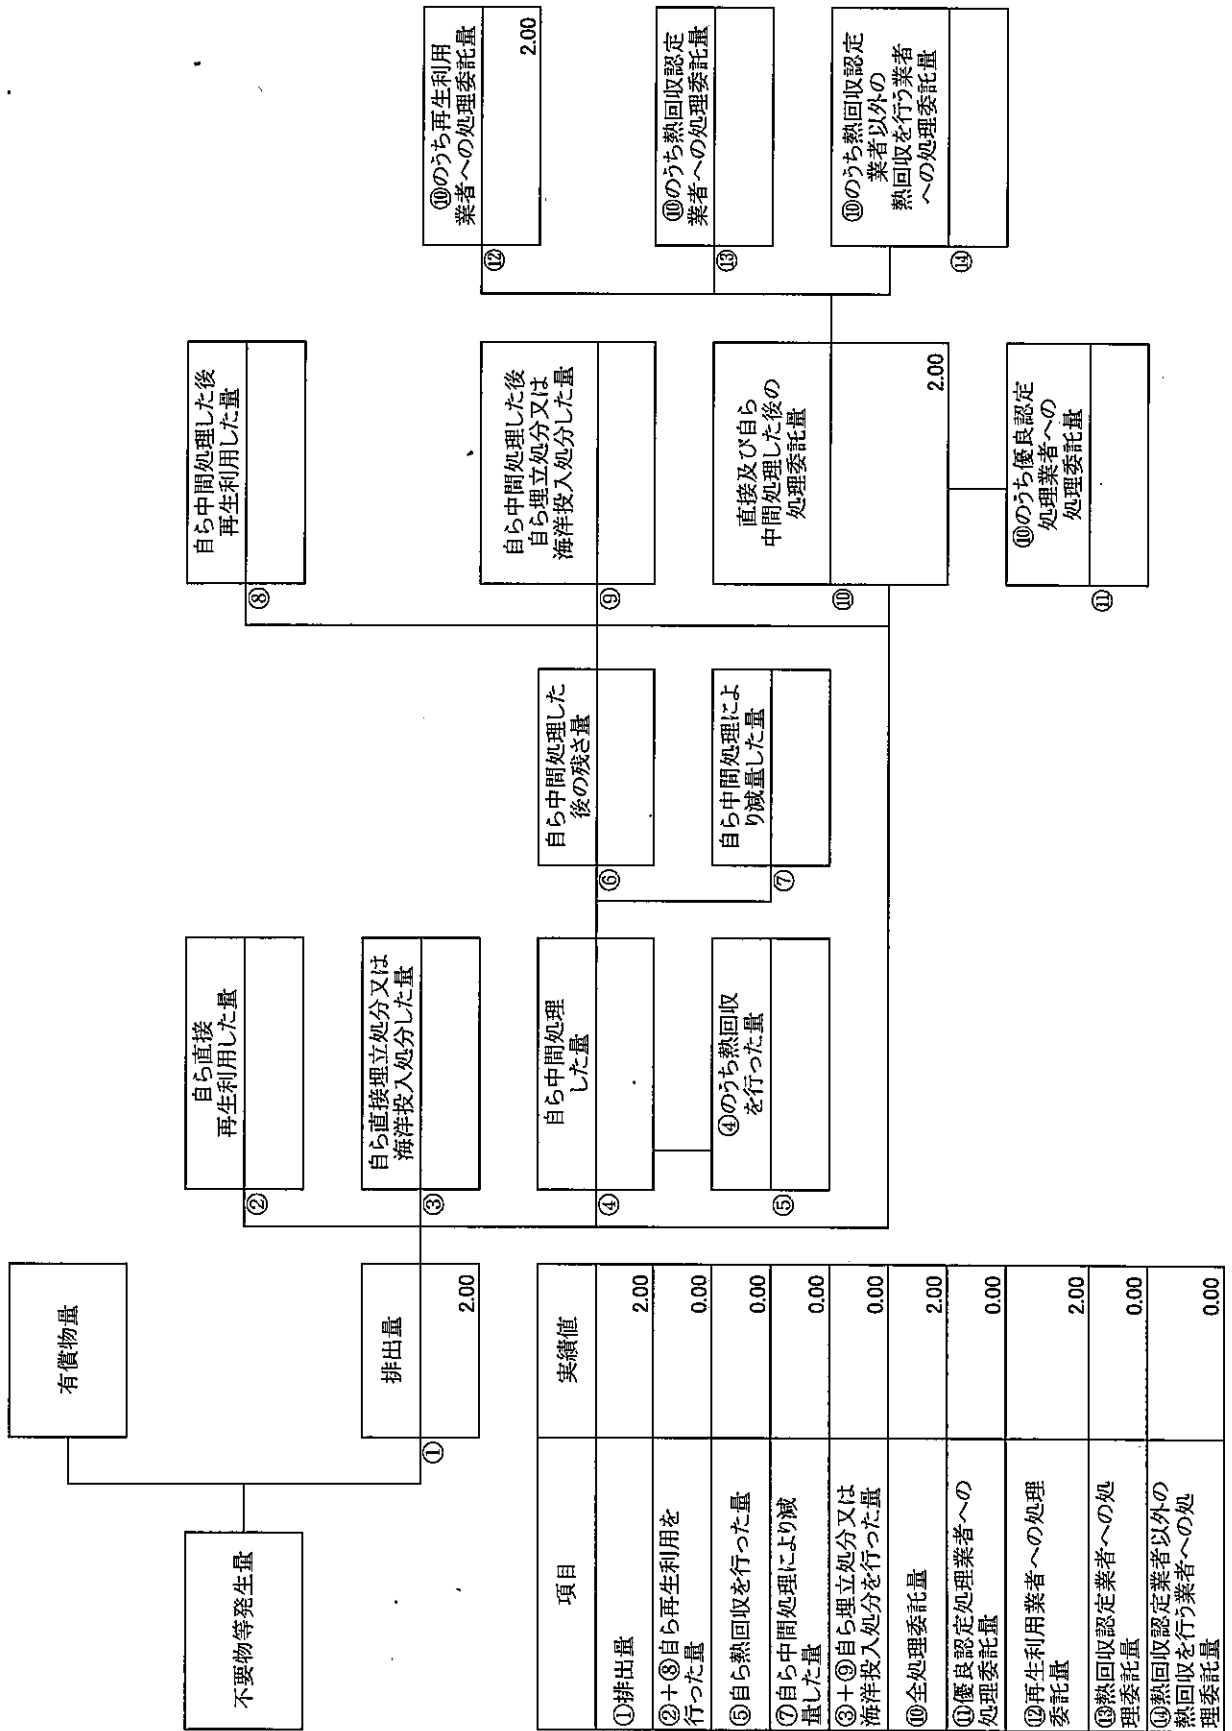 不要物等発生量
有償物量
①
排出量
2.00
②
自ら直接
再生利用した量
③
自ら直接埋立処分又は
海洋投入処分した量
④
自ら中間処理
した量
⑤
④のうち熱回収
を行った量
⑥
自ら中間処理した
後の残さ量
⑦
自ら中間処理によ
り減量した量
⑧
自ら中間処理した後
再生利用した量
⑨
自ら中間処理した後
自ら埋立処分又は
海洋投入処分した量
⑩
直接及び自ら
中間処理した後の
処理委託量
2.00
⑪
⑩のうち優良認定
処理業者への
処理委託量
⑫
⑩のうち再生利用
業者への処理委託量
2.00
⑬
⑩のうち熱回収認定
業者への処理委託量
⑭
⑩のうち熱回収認定
業者以外の
熱回収を行う業者
への処理委託量
項目 実績値
①排出量 2.00
②+⑧自ら再生利用を
行った量 0.00
⑤自ら熱回収を行った量 0.00
⑦自ら中間処理により減
量した量 0.00
③+⑨自ら埋立処分又は
海洋投入処分を行った量 0.00
⑩全処理委託量 2.00
⑪優良認定処理業者への
処理委託量 0.00
⑫再生利用業者への処理
委託量 2.00
⑬熱回収認定業者への処
理委託量 0.00
⑭熱回収認定業者以外の
熱回収を行う業者への処
理委託量 0.00